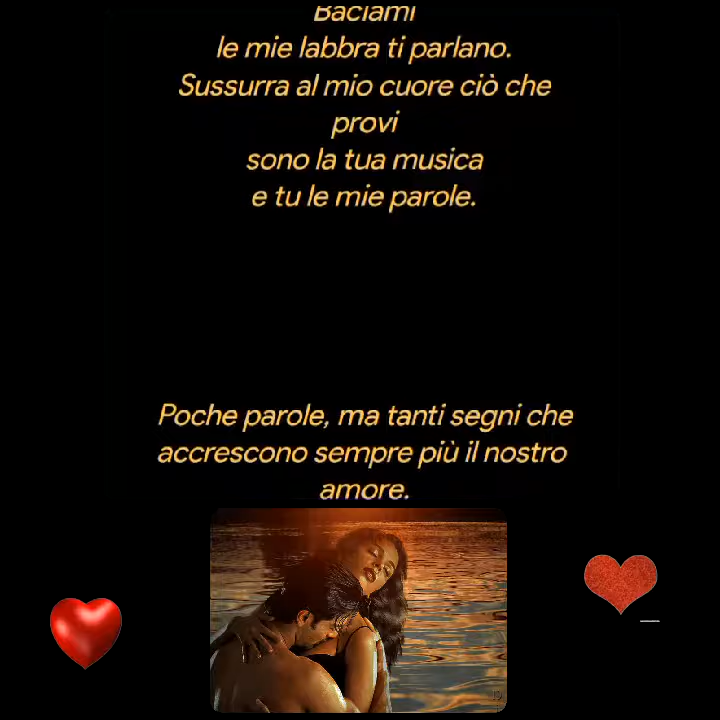 Baciami
le mie labbra ti parlano.
Sussurra al mio cuore ciò che
provi
sono la tua musica
e tu le mie parole.
Poche parole, ma tanti segni che
accrescono sempre più il nostro
amore.